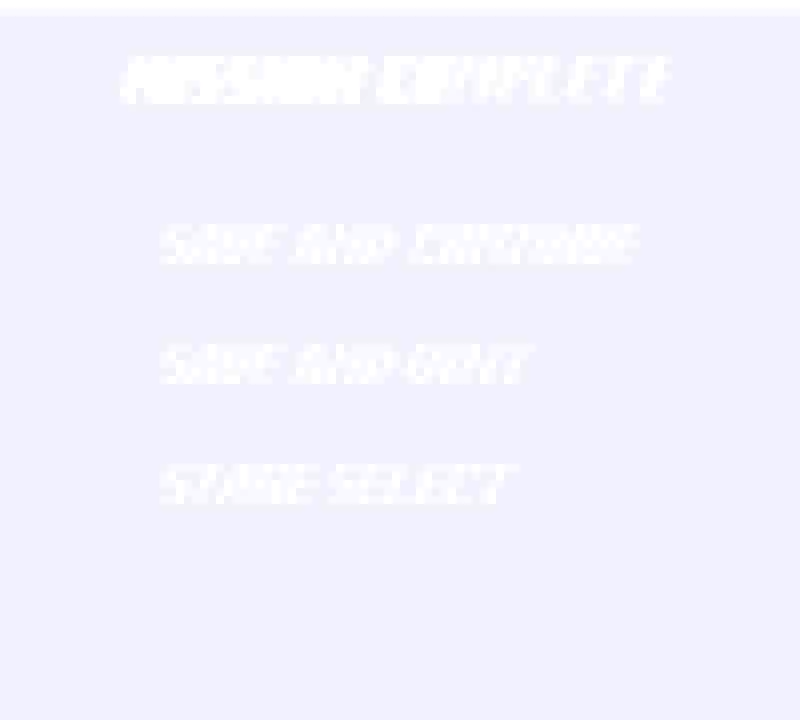 MISSION COMPLETE
SAVE AND CONTINUE
SAVE AND QUIT
STAGE SELECT